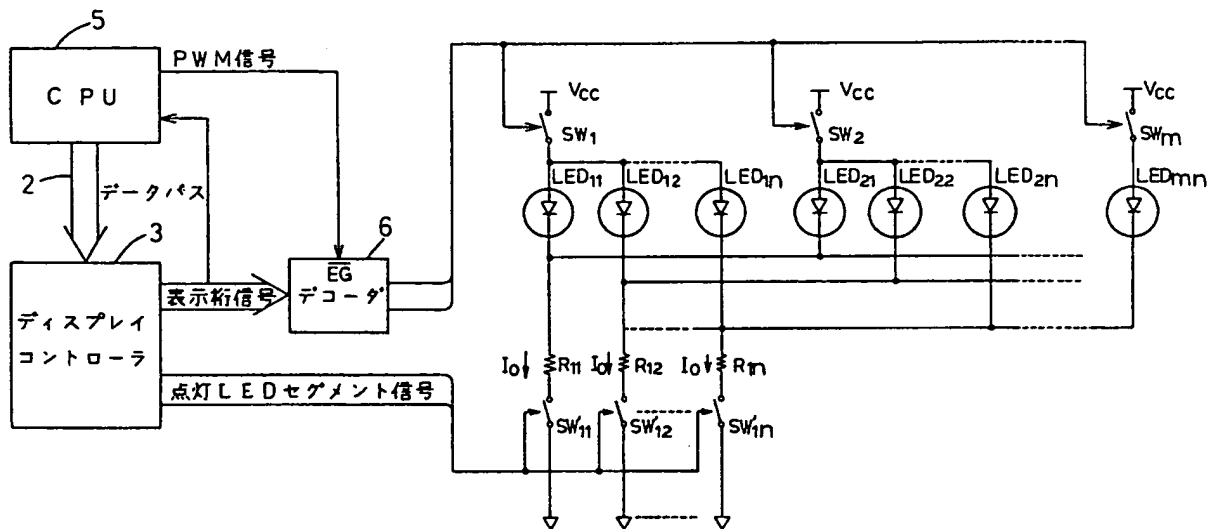 5
CPU
PWM信号
2
データバス
3
ディスプレイ
コントローラ
表示桁信号
6
EG
デコーダ
点灯LEDセグメント信号
VCC
SW1
VCC
SW2
VCC
SWm
LED11
LED12
LED1n
LED21
LED22
LED2n
LEDmn
I0
R11
I0
R12
I0
R1n
SW'11
SW'12
SW'1n